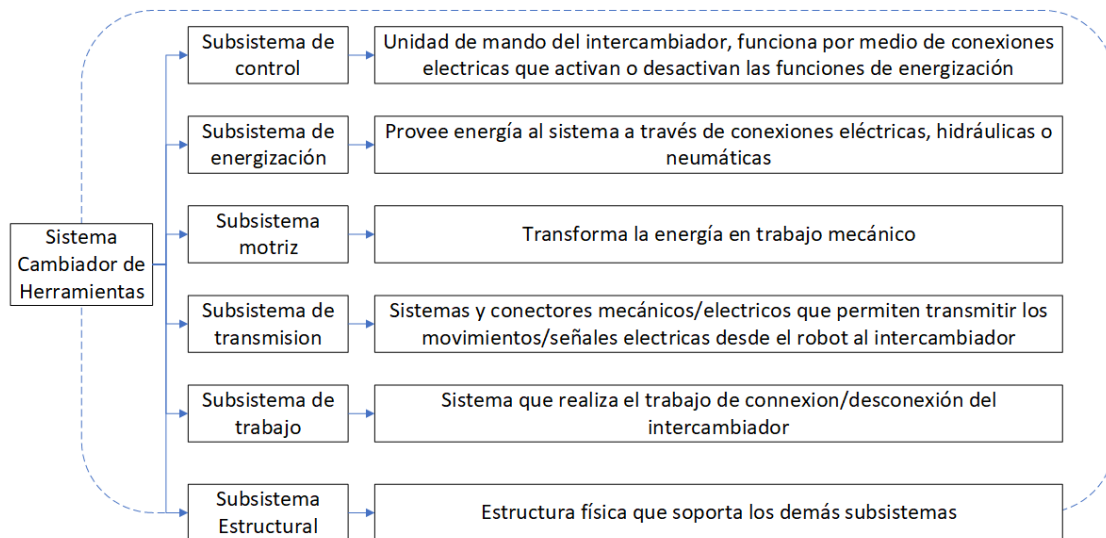 Subsistema de
control
Unidad de mando del intercambiador, funciona por medio de conexiones
electricas que activan o desactivan las funciones de energización
Subsistema de
energización
Provee energía al sistema a través de conexiones eléctricas, hidráulicas o
neumáticas
Sistema
Cambiador de
Herramientas
Subsistema
motriz
Transforma la energía en trabajo mecánico
Subsistema de
transmision
Sistemas y conectores mecánicos/electricos que permiten transmitir los
movimientos/señales electricas desde el robot al intercambiador
Subsistema de
trabajo
Sistema que realiza el trabajo de connexion/desconexión del
intercambiador
Subsistema
Estructural
Estructura física que soporta los demás subsistemas